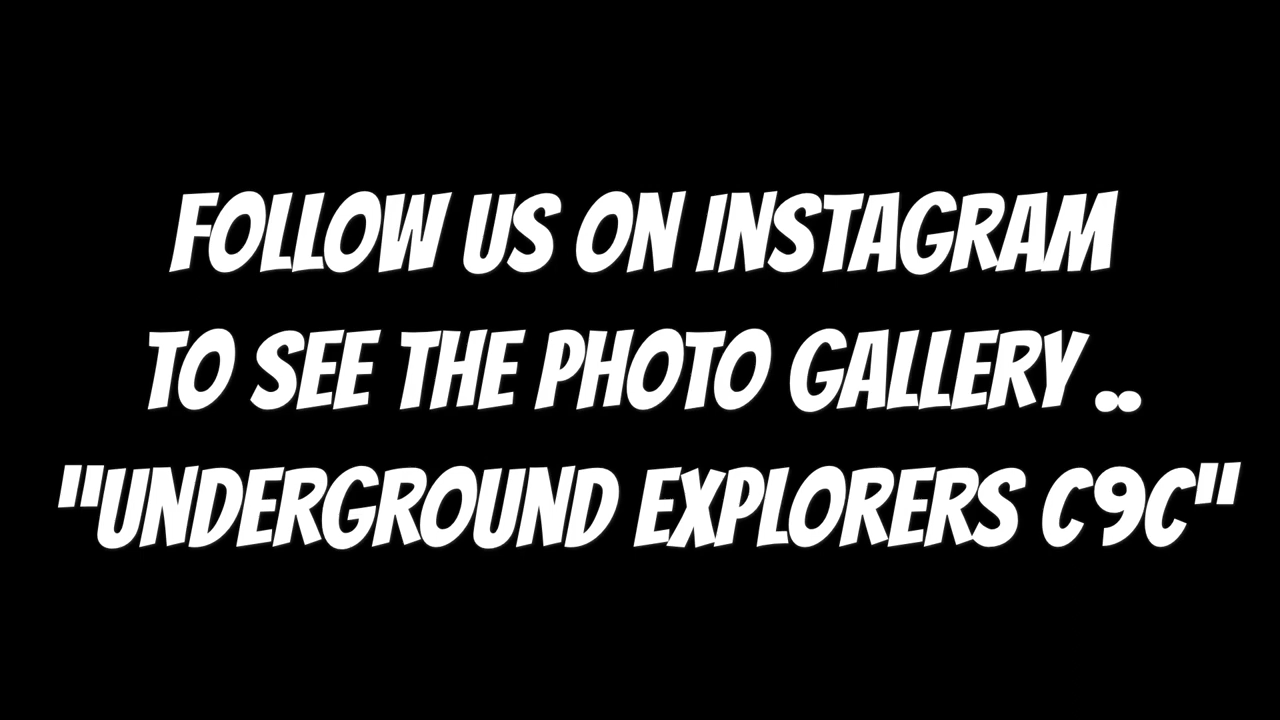 FOLLOW US ON INSTAGRAM
TO SEE THE PHOTO GALLERY ..
"UNDERGROUND EXPLORERS C9C"